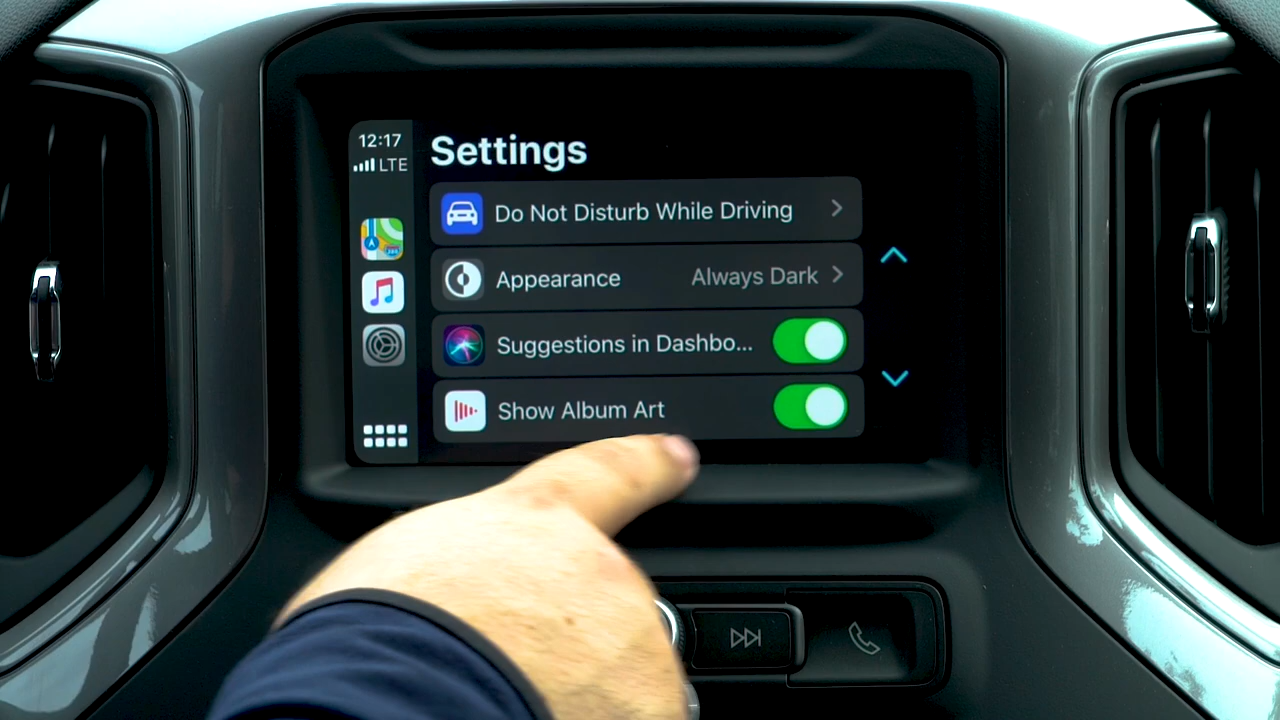 12:17
LTE
Settings
Do Not Disturb While Driving
Appearance Always Dark
Suggestions in Dashbo...
Show Album Art